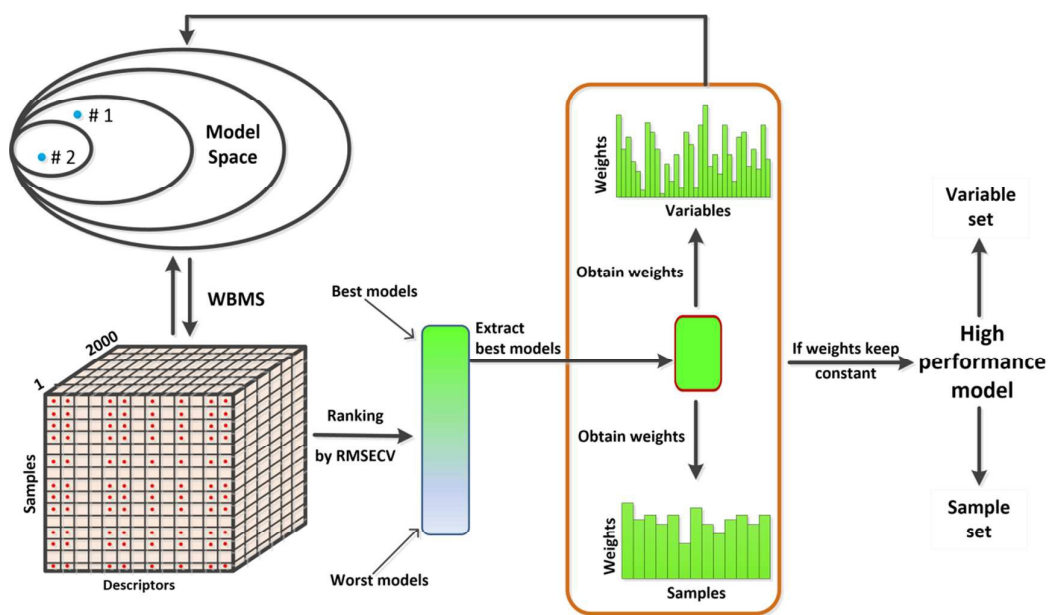 # 1
# 2
Model
Space
WBMS
1
2000
Samples
Descriptors
Ranking
by RMSECV
Best models
Worst models
Extract
best models
Weights
Variables
Obtain weights
Obtain weights
Weights
Samples
If weights keep
constant
Variable
set
High
performance
model
Sample
set